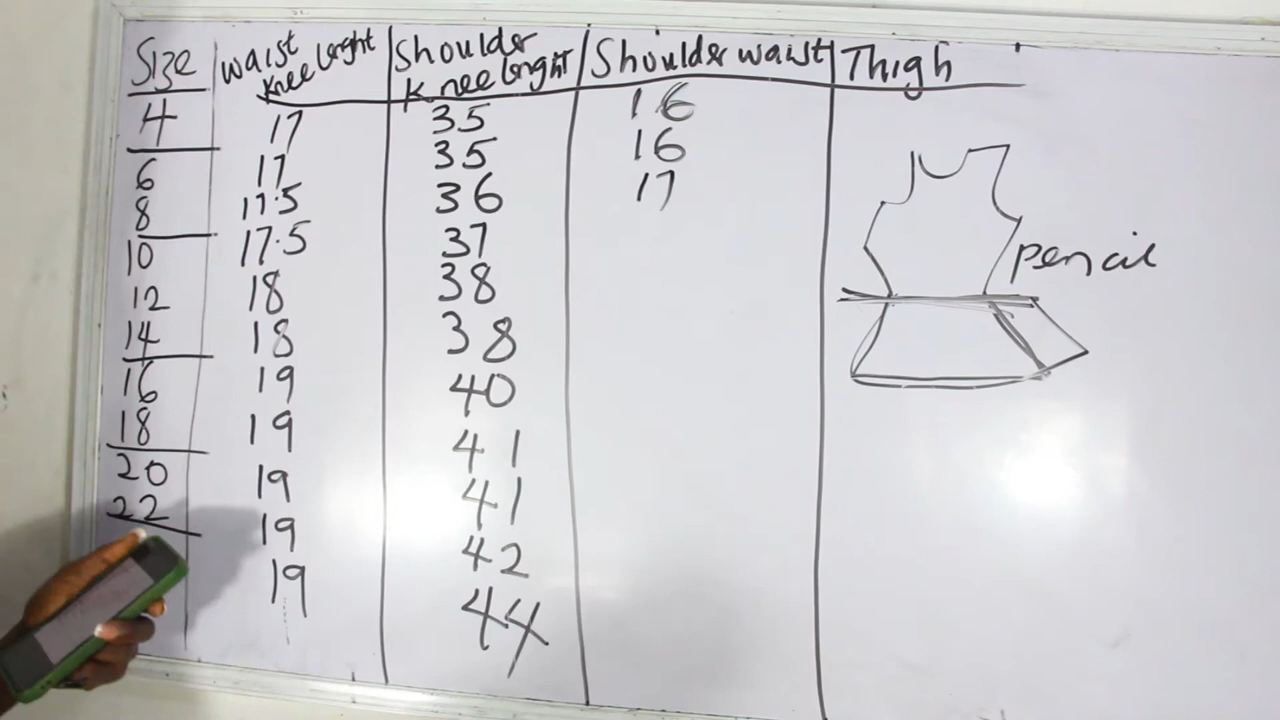 Size | waist knee lenght | Shoulder knee lenght | Shoulder waist | Thigh
4 | 17 | 35 | 16
6 | 17 | 35 | 16
8 | 17.5 | 36 | 17
10 | 17.5 | 37
12 | 18 | 38
14 | 18 | 38
16 | 19 | 40
18 | 19 | 41
20 | 19 | 41
22 | 19 | 42
19 | 44
pencil